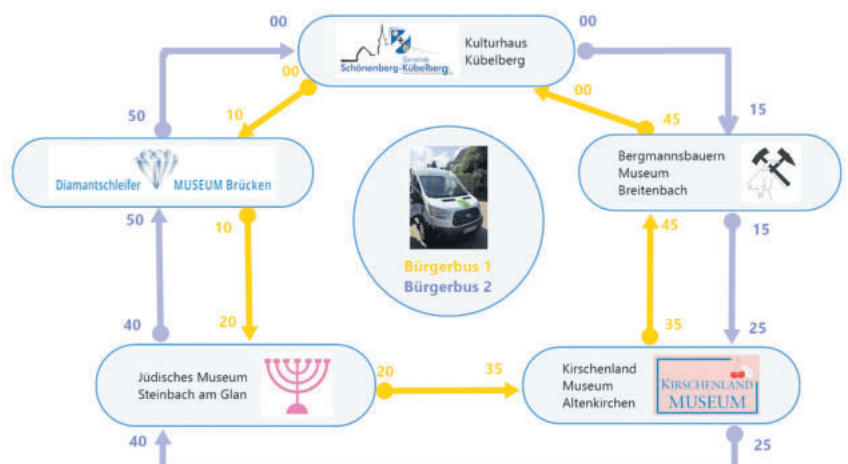 00
00
Gemeinde
Schönenberg-Kübelberg
Kulturhaus
Kübelberg
00
00
10
45
50
15
Diamantschleifer MUSEUM Brücken
Bergmannsbauern
Museum
Breitenbach
50
10
45
15
Bürgerbus 1
Bürgerbus 2
40
20
35
25
Jüdisches Museum
Steinbach am Glan
20
35
Kirschenland
Museum
Altenkirchen
KIRSCHENLAND
MUSEUM
40
25